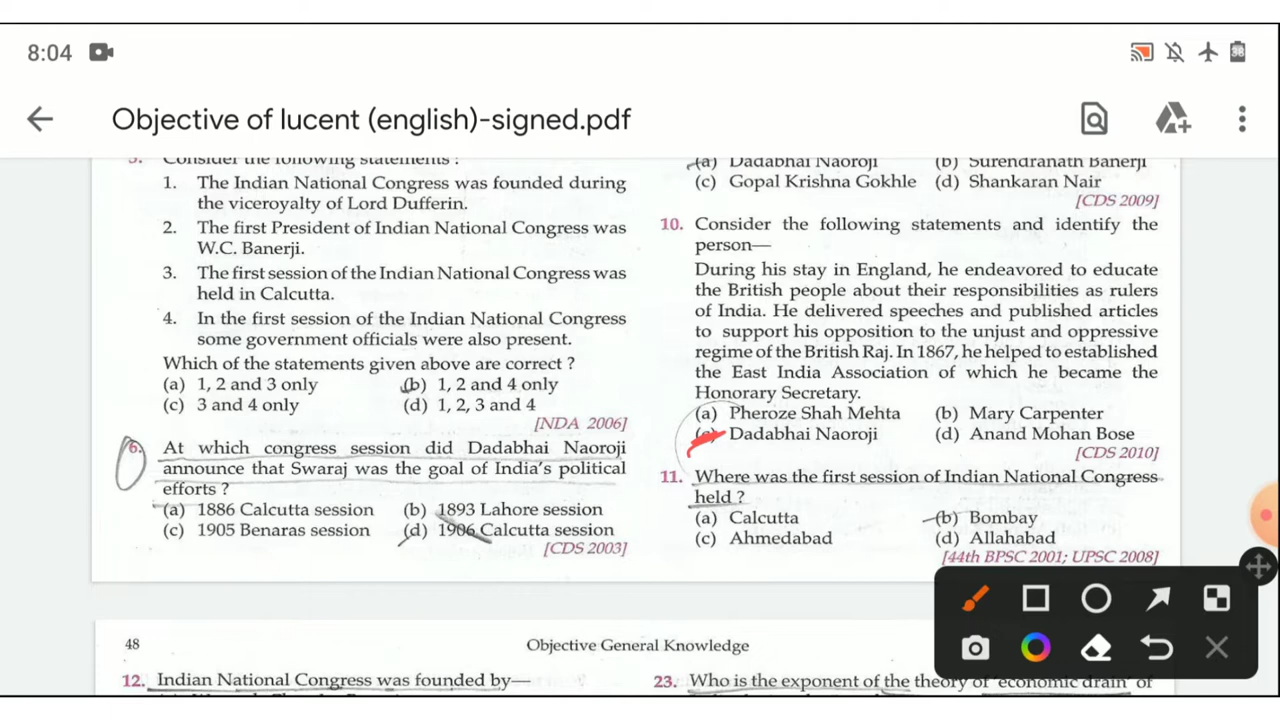 8:04
38
Objective of lucent (english)-signed.pdf
5. Consider the following statements :
1. The Indian National Congress was founded during
the viceroyalty of Lord Dufferin.
2. The first President of Indian National Congress was
W.C. Banerji.
3. The first session of the Indian National Congress was
held in Calcutta.
4. In the first session of the Indian National Congress
some government officials were also present.
Which of the statements given above are correct ?
(a) 1, 2 and 3 only (b) 1, 2 and 4 only
(c) 3 and 4 only (d) 1, 2, 3 and 4
[NDA 2006]
6. At which congress session did Dadabhai Naoroji
announce that Swaraj was the goal of India's political
efforts ?
(a) 1886 Calcutta session (b) 1893 Lahore session
(c) 1905 Benaras session (d) 1906 Calcutta session
[CDS 2003]
(a) Dadabhai Naoroji (b) Surendranath Banerji
(c) Gopal Krishna Gokhle (d) Shankaran Nair
[CDS 2009]
10. Consider the following statements and identify the
person—
During his stay in England, he endeavored to educate
the British people about their responsibilities as rulers
of India. He delivered speeches and published articles
to support his opposition to the unjust and oppressive
regime of the British Raj. In 1867, he helped to established
the East India Association of which he became the
Honorary Secretary.
(a) Pheroze Shah Mehta (b) Mary Carpenter
Dadabhai Naoroji (d) Anand Mohan Bose
[CDS 2010]
11. Where was the first session of Indian National Congress
held ?
(a) Calcutta (b) Bombay
(c) Ahmedabad (d) Allahabad
[44th BPSC 2001; UPSC 2008]
48 Objective General Knowledge
12. Indian National Congress was founded by—
23. Who is the exponent of the theory of 'economic drain' of